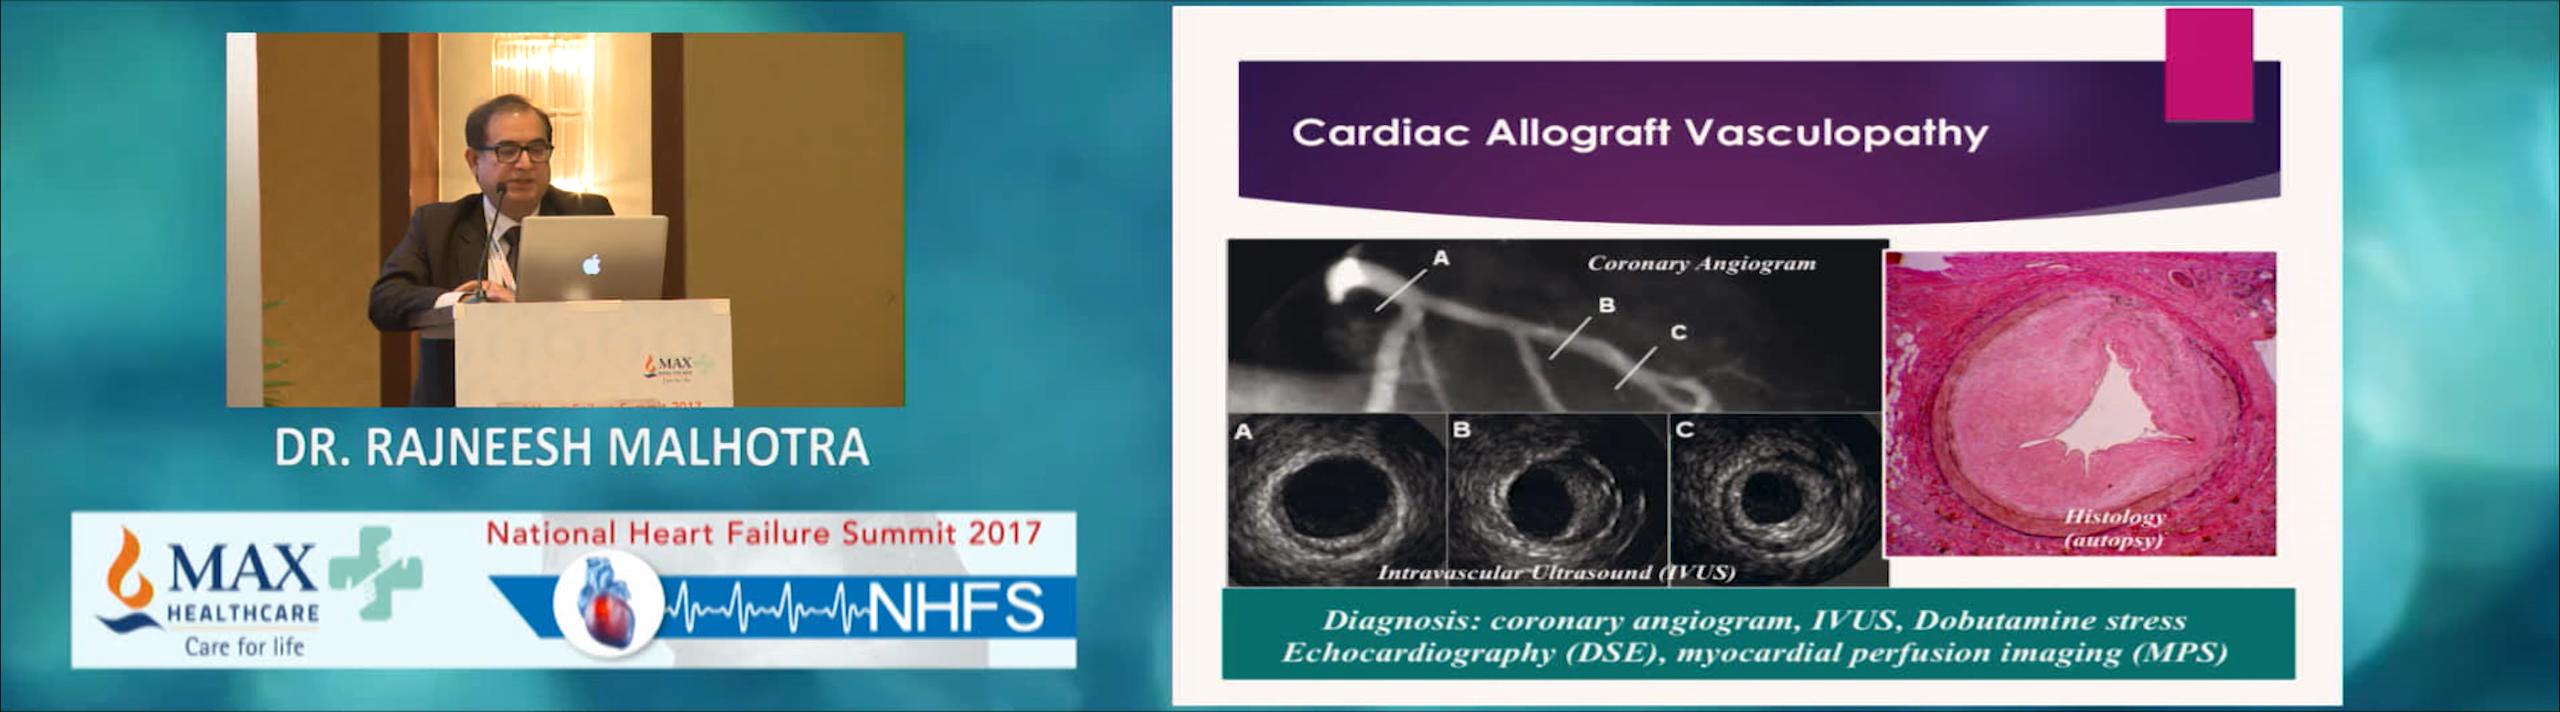 MAX
DR. RAJNEESH MALHOTRA
MAX
HEALTHCARE
Care for life
National Heart Failure Summit 2017
NHFS
Cardiac Allograft Vasculopathy
Coronary Angiogram
A
B
C
A
B
C
Intravascular Ultrasound (IVUS)
Histology
(autopsy)
Diagnosis: coronary angiogram, IVUS, Dobutamine stress
Echocardiography (DSE), myocardial perfusion imaging (MPS)